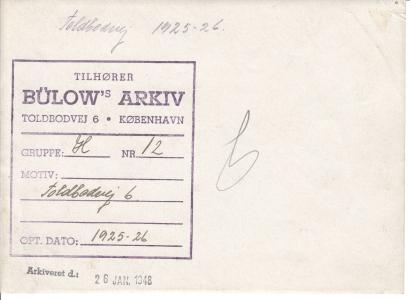 Toldbodvej 1925-26.
TILHØRER
BÜLOW'S ARKIV
TOLDBODVEJ 6 • KØBENHAVN
GRUPPE: H NR 12
MOTIV:
Toldbodvej 6
OPT. DATO: 1925-26
Arkiveret d.: 26 JAN. 1948